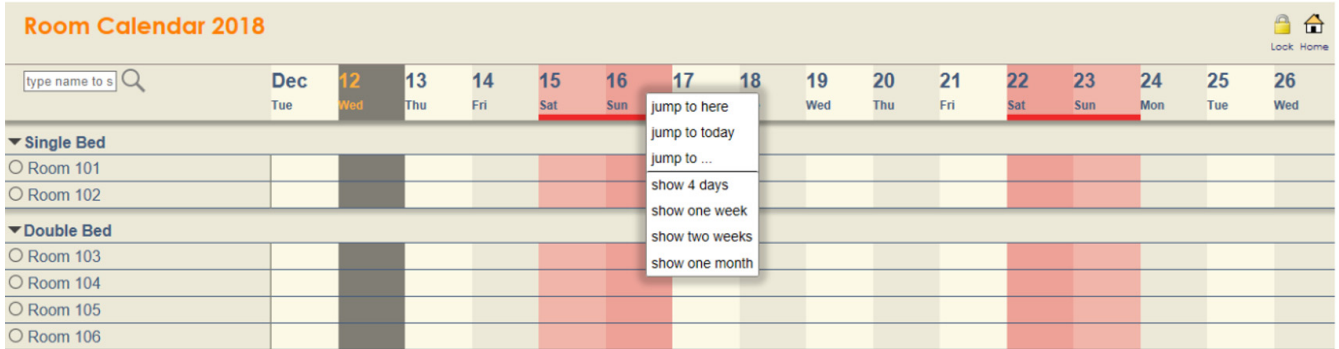 Room Calendar 2018
Lock Home
type name to s
Dec 12 13 14 15 16 17 18 19 20 21 22 23 24 25 26
Tue Wed Thu Fri Sat Sun Wed Thu Fri Sat Sun Mon Tue Wed
jump to here
jump to today
jump to ...
show 4 days
show one week
show two weeks
show one month
Single Bed
Room 101
Room 102
Double Bed
Room 103
Room 104
Room 105
Room 106